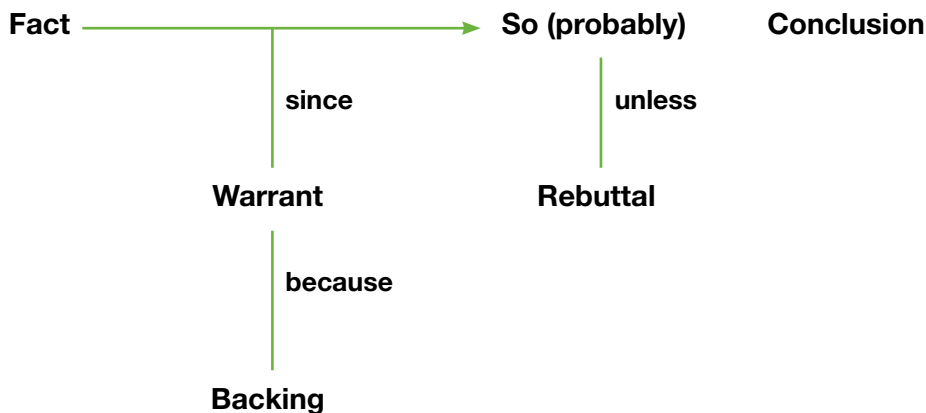 Fact So (probably) Conclusion
since unless
Warrant Rebuttal
because
Backing